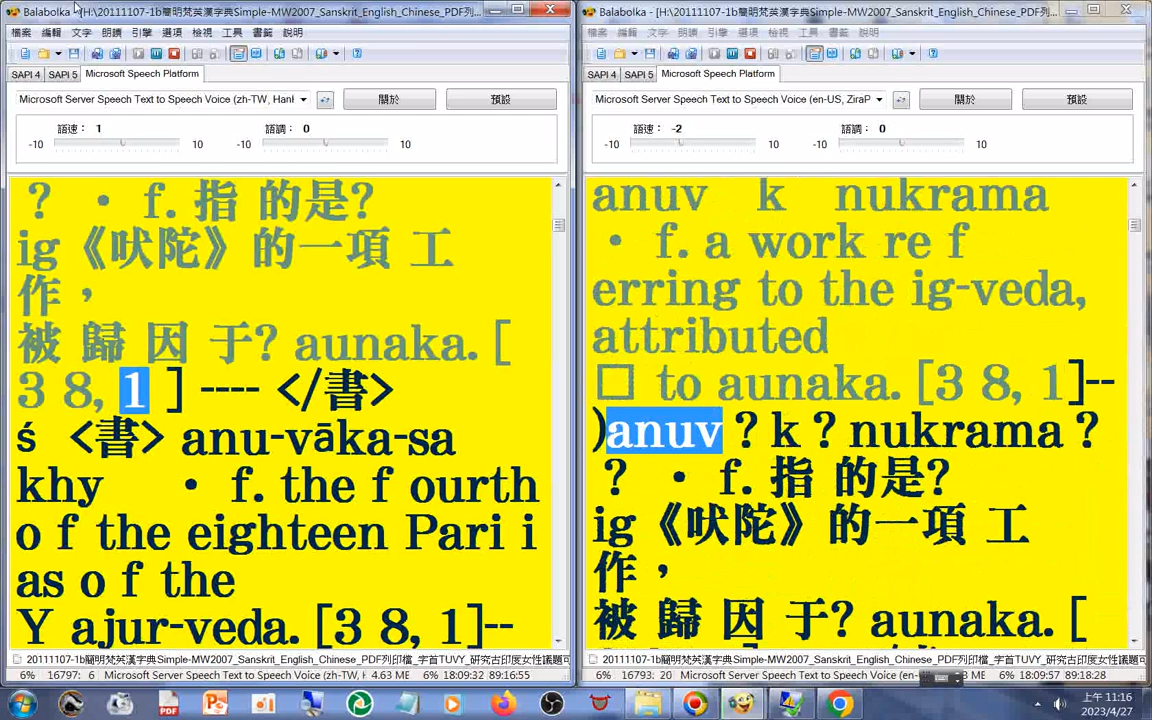 Balabolka - [H:\20111107-1b簡明梵英漢字典Simple-MW2007_Sanskrit_English_Chinese_PDF列...
檔案 編輯 文字 朗讀 引擎 選項 檢視 工具 書籤 說明
SAPI 4 SAPI 5 Microsoft Speech Platform
Microsoft Server Speech Text to Speech Voice (zh-TW, Hanl
關於 預設
語速： 1 語調： 0
-10 10 -10 10
? • f. 指 的是?
ig《吠陀》的一項 工
作，
被 歸 因 于? aunaka. [
3 8, 1 ] ---- </書>
ś <書> anu-vāka-sa
khy • f. the f ourth
o f the eighteen Pari i
as o f the
Y ajur-veda. [3 8, 1]--
20111107-1b簡明梵英漢字典Simple-MW2007_Sanskrit_English_Chinese_PDF列印檔_字首TUVY_研究古印度女性議題可
6% 16797: 6 Microsoft Server Speech Text to Speech Voice (zh-TW, H 4.63 ME 6% 18:09:32 89:16:55
Balabolka - [H:\20111107-1b簡明梵英漢字典Simple-MW2007_Sanskrit_English_Chinese_PDF列...
檔案 編輯 文字 朗讀 引擎 選項 檢視 工具 書籤 說明
SAPI 4 SAPI 5 Microsoft Speech Platform
Microsoft Server Speech Text to Speech Voice (en-US, ZiraP
關於 預設
語速： -2 語調： 0
-10 10 -10 10
anuv k nukrama
• f. a work re f
erring to the ig-veda,
attributed
□ to aunaka. [3 8, 1]--
)anuv ? k ? nukrama ?
? • f. 指 的是?
ig《吠陀》的一項 工
作，
被 歸 因 于? aunaka. [
20111107-1b簡明梵英漢字典Simple-MW2007_Sanskrit_English_Chinese_PDF列印檔_字首TUVY_研究古印度女性議題可
6% 16793: 20 Microsoft Server Speech Text to Speech Voice (en-US, 4.63 ME 6% 18:09:57 89:18:28
PDF
上午 11:16
2023/4/27